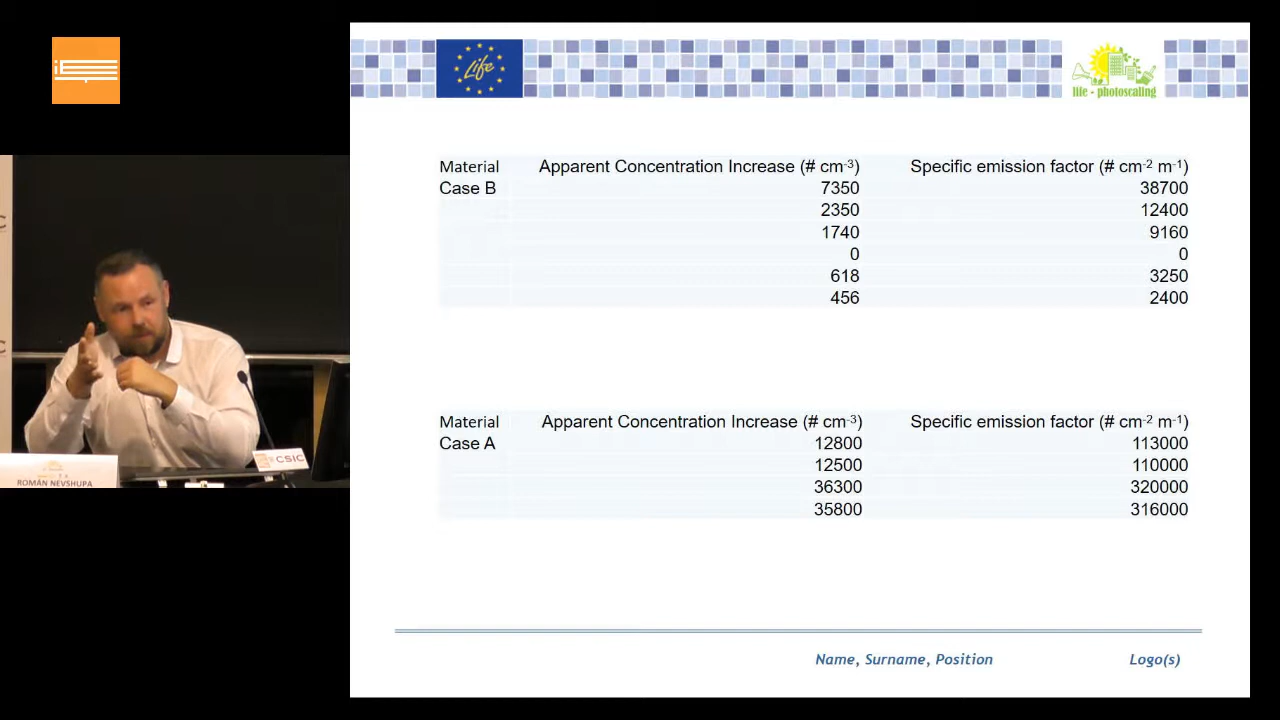 Life
life - photoscaling
Material Apparent Concentration Increase (# cm-3) Specific emission factor (# cm-2 m-1)
Case B 7350 38700
2350 12400
1740 9160
0 0
618 3250
456 2400
Material Apparent Concentration Increase (# cm-3) Specific emission factor (# cm-2 m-1)
Case A 12800 113000
12500 110000
36300 320000
35800 316000
CSIC
ROMÁN NEVSHUPA
Name, Surname, Position Logo(s)